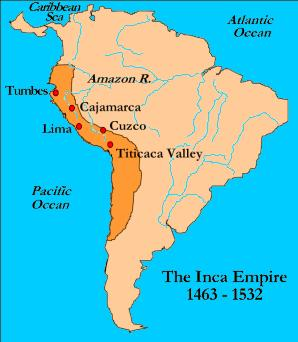 Caribbean
Sea
Atlantic
Ocean
Amazon R.
Tumbes
Cajamarca
Lima
Cuzco
Titicaca Valley
Pacific
Ocean
The Inca Empire
1463 - 1532